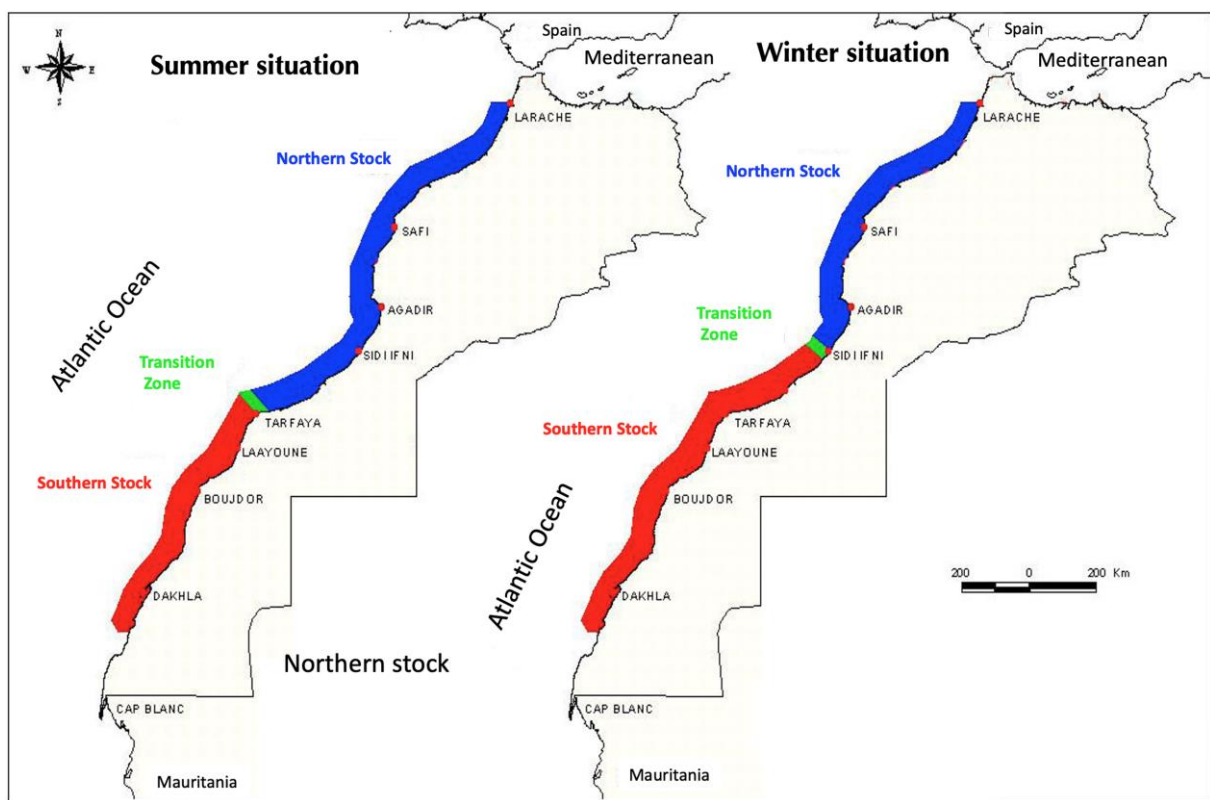 N
W E
S
Summer situation
Spain
Mediterranean
LARACHE
Northern Stock
SAFI
AGADIR
SIDI IFNI
Atlantic Ocean
Transition
Zone
TARFAYA
LAAYOUNE
Southern Stock
BOUJDOR
DAKHLA
Northern stock
CAP BLANC
Mauritania
Winter situation
Spain
Mediterranean
LARACHE
Northern Stock
SAFI
AGADIR
Transition
Zone
SIDI IFNI
TARFAYA
Southern Stock
LAAYOUNE
BOUJDOR
Atlantic Ocean
DAKHLA
CAP BLANC
Mauritania
200 0 200 Km